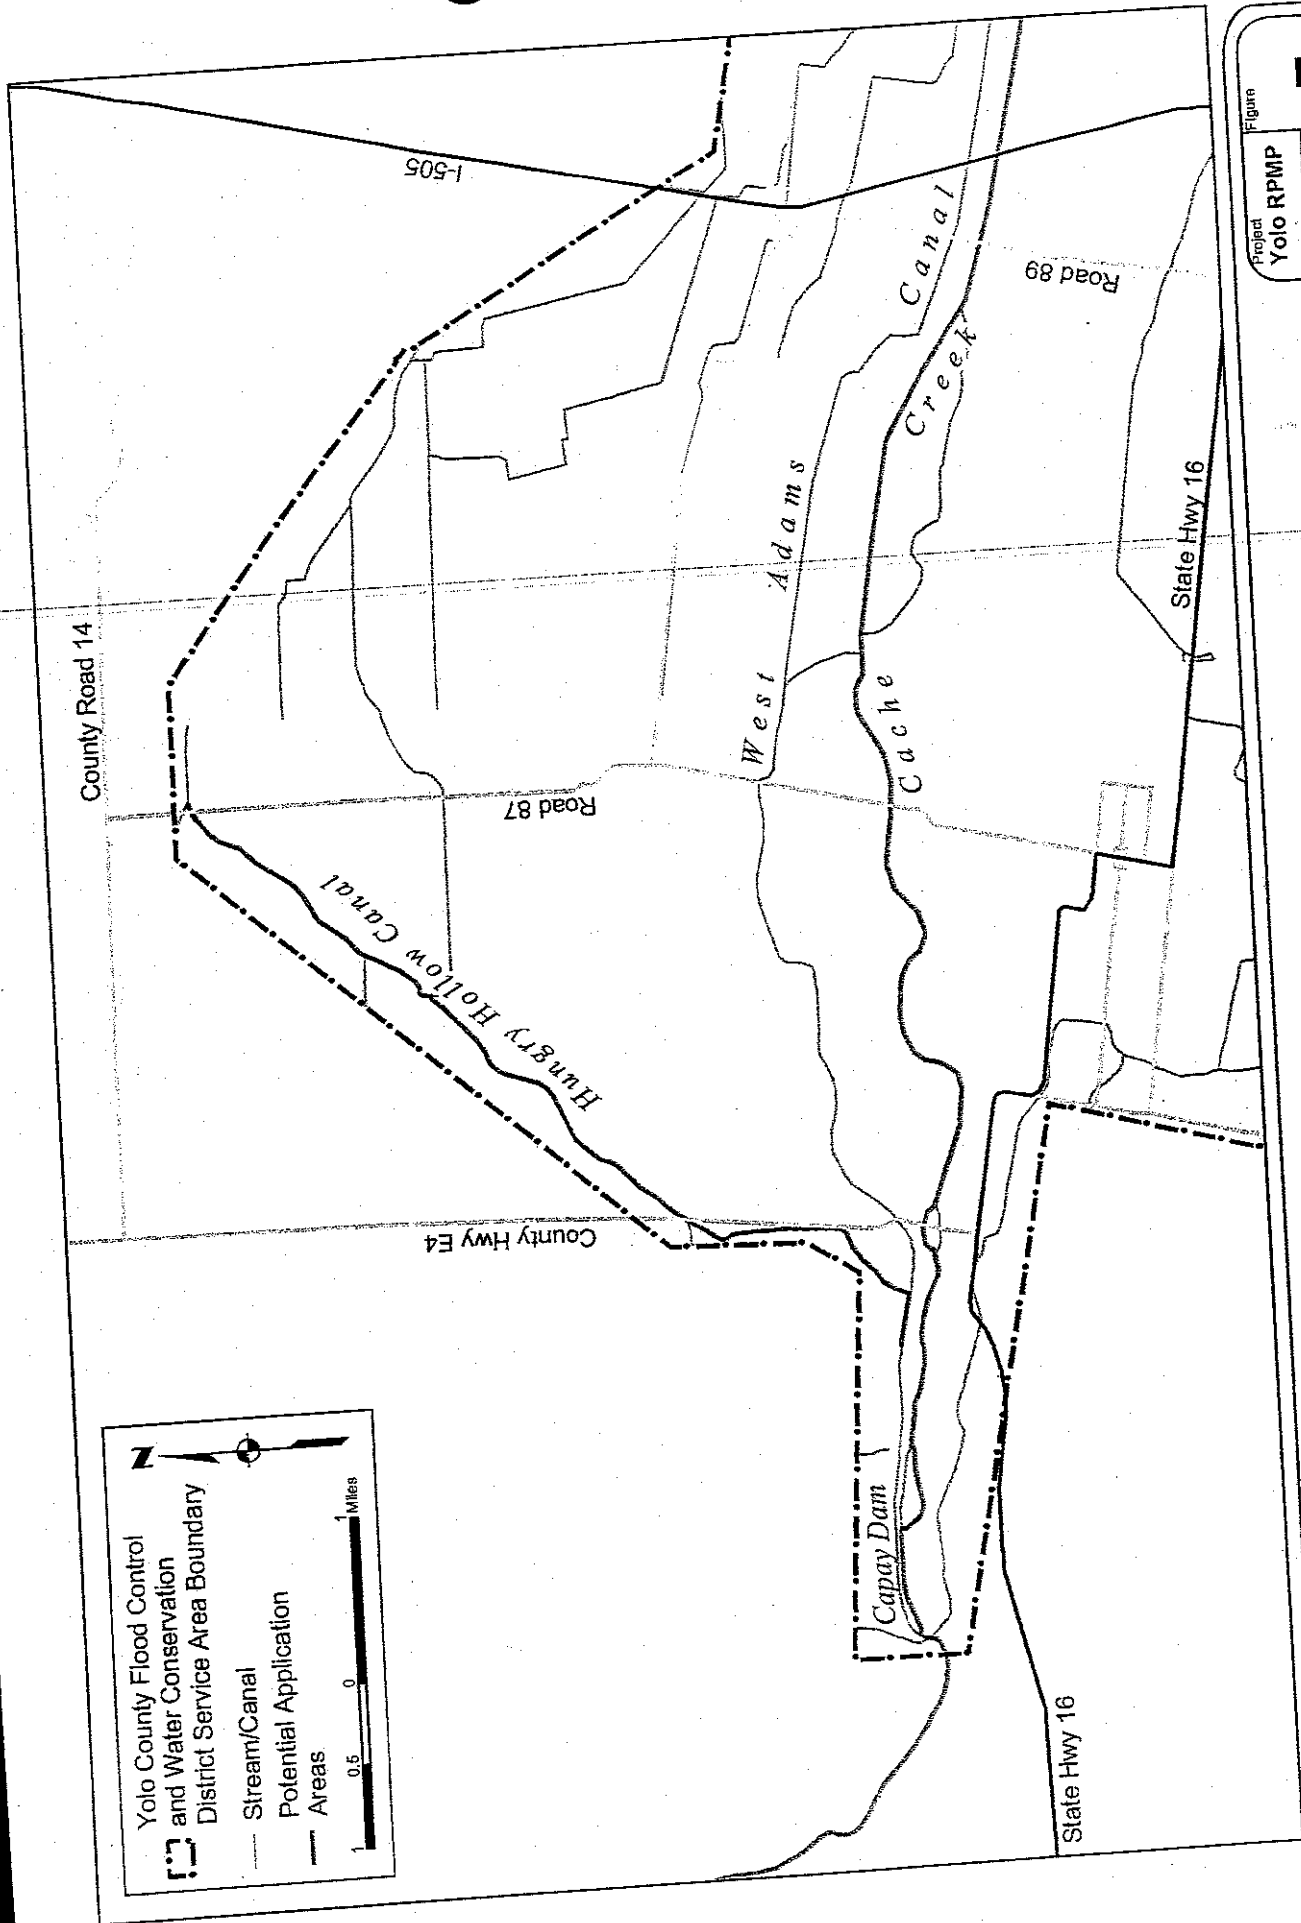 Yolo County Flood Control
and Water Conservation
District Service Area Boundary
Stream/Canal
Potential Application
Areas
1
0.5
0
1
Miles
N
County Road 14
I-505
Road 87
Hungry Hollow Canal
County Hwy E4
West Adams Canal
Cache Creek
Road 89
Capay Dam
State Hwy 16
State Hwy 16
Project
Yolo RPMP
Figure